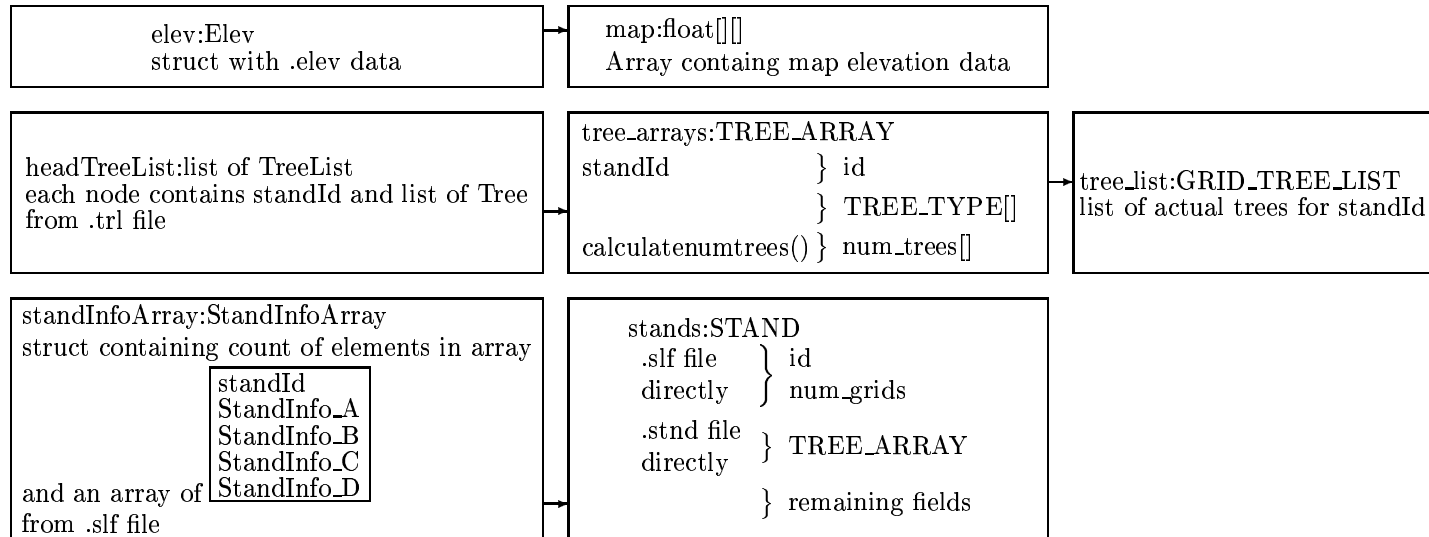 elev:Elev
struct with .elev data
map:float[][]
Array containg map elevation data
headTreeList:list of TreeList
each node contains standId and list of Tree
from .trl file
tree_arrays:TREE_ARRAY
standId } id
} TREE_TYPE[]
calculatenumtrees() } num_trees[]
tree_list:GRID_TREE_LIST
list of actual trees for standId
standInfoArray:StandInfoArray
struct containing count of elements in array
standId
StandInfo_A
StandInfo_B
StandInfo_C
and an array of StandInfo_D
from .slf file
stands:STAND
.slf file } id
directly num_grids
.stnd file
directly } TREE_ARRAY
} remaining fields